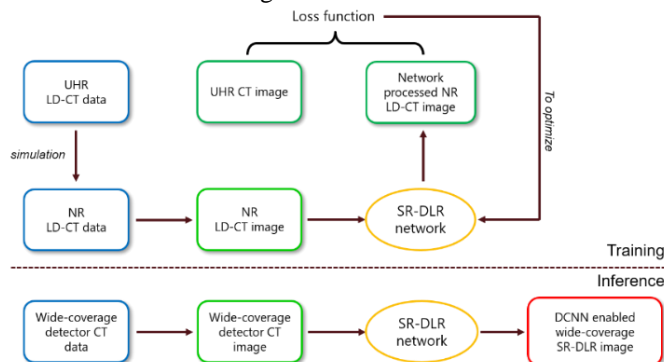 Loss function
UHR
LD-CT data
UHR CT image
Network
processed NR
LD-CT image
To optimize
simulation
NR
LD-CT data
NR
LD-CT image
SR-DLR
network
Training
Inference
Wide-coverage
detector CT
data
Wide-coverage
detector CT
image
SR-DLR
network
DCNN enabled
wide-coverage
SR-DLR image